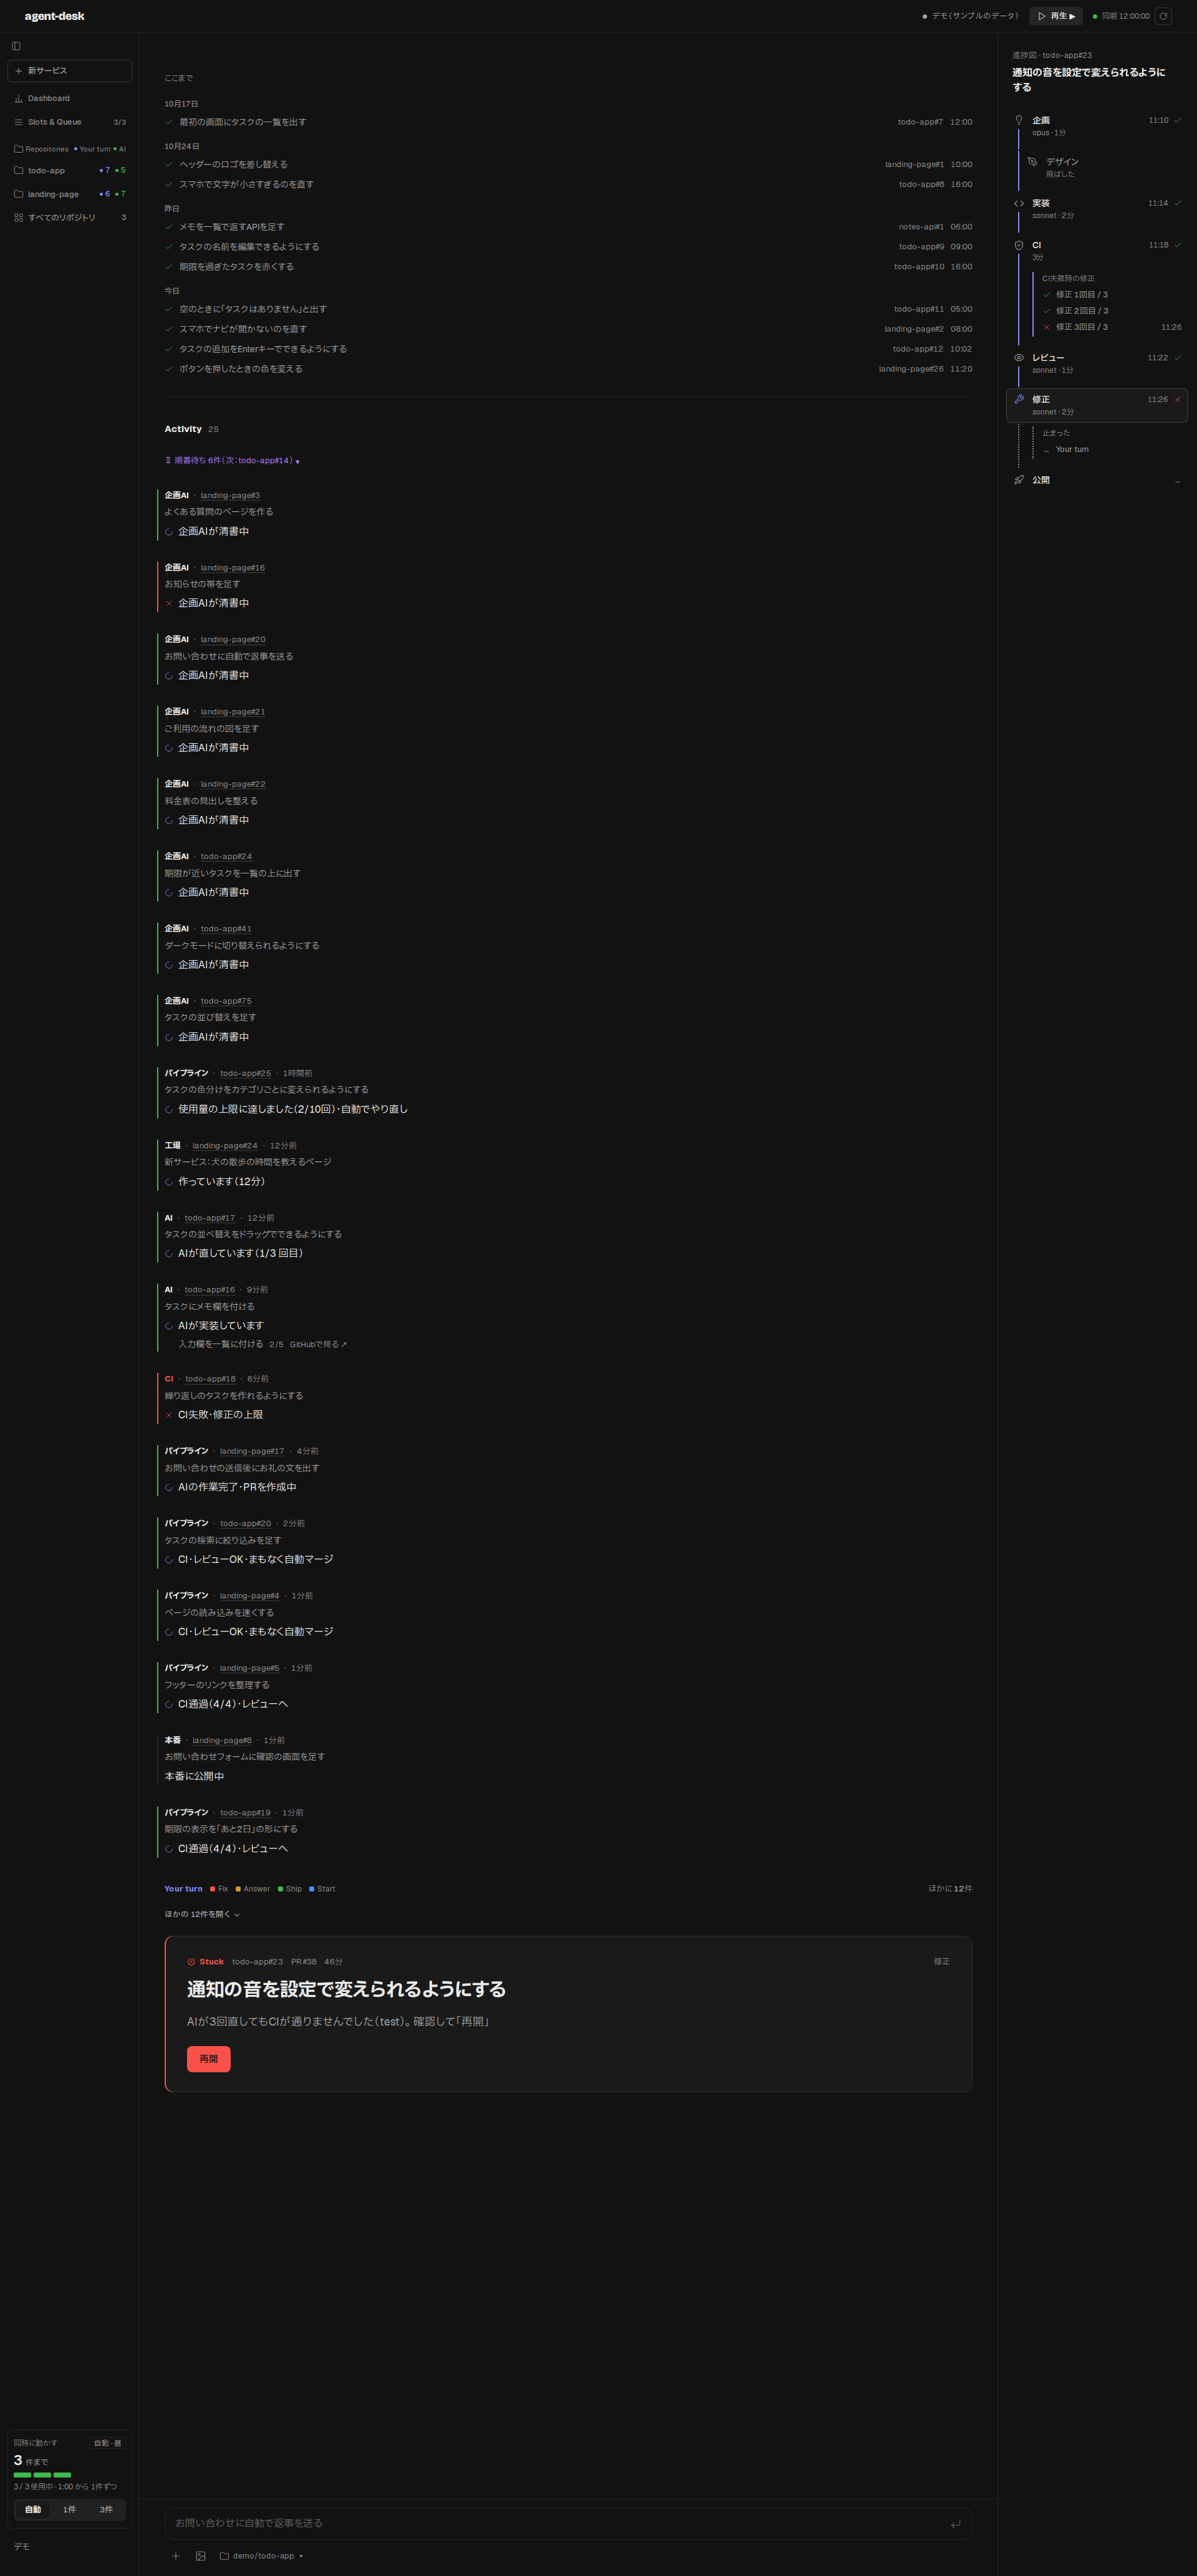 agent-desk
デモ（サンプルのデータ）
再生 ▶
同期 12:00:00
新サービス
Dashboard
Slots & Queue 3/3
Repositories Your turn AI
todo-app 7 5
landing-page 6 7
すべてのリポジトリ 3
ここまで
10月17日
最初の画面にタスクの一覧を出す todo-app#7 12:00
10月24日
ヘッダーのロゴを差し替える landing-page#1 10:00
スマホで文字が小さすぎるのを直す todo-app#8 16:00
昨日
メモを一覧で返すAPIを足す notes-api#1 06:00
タスクの名前を編集できるようにする todo-app#9 09:00
期限を過ぎたタスクを赤くする todo-app#10 16:00
今日
空のときに「タスクはありません」と出す todo-app#11 05:00
スマホでナビが開かないのを直す landing-page#2 08:00
タスクの追加をEnterキーでできるようにする todo-app#12 10:02
ボタンを押したときの色を変える landing-page#26 11:20
Activity 25
順番待ち 6件（次：todo-app#14） ▾
企画AI · landing-page#3
よくある質問のページを作る
企画AIが清書中
企画AI · landing-page#16
お知らせの帯を足す
企画AIが清書中
企画AI · landing-page#20
お問い合わせに自動で返事を送る
企画AIが清書中
企画AI · landing-page#21
ご利用の流れの図を足す
企画AIが清書中
企画AI · landing-page#22
料金表の見出しを整える
企画AIが清書中
企画AI · todo-app#24
期限が近いタスクを一覧の上に出す
企画AIが清書中
企画AI · todo-app#41
ダークモードに切り替えられるようにする
企画AIが清書中
企画AI · todo-app#75
タスクの並び替えを足す
企画AIが清書中
パイプライン · todo-app#25 · 1時間前
タスクの色分けをカテゴリごとに変えられるようにする
使用量の上限に達しました（2/10回）・自動でやり直し
工場 · landing-page#24 · 12分前
新サービス：犬の散歩の時間を教えるページ
作っています（12分）
AI · todo-app#17 · 12分前
タスクの並べ替えをドラッグでできるようにする
AIが直しています（1/3 回目）
AI · todo-app#16 · 9分前
タスクにメモ欄を付ける
AIが実装しています
入力欄を一覧に付ける 2/5 GitHubで見る ↗
CI · todo-app#18 · 6分前
繰り返しのタスクを作れるようにする
CI失敗・修正の上限
パイプライン · landing-page#17 · 4分前
お問い合わせの送信後にお礼の文を出す
AIの作業完了・PRを作成中
パイプライン · todo-app#20 · 2分前
タスクの検索に絞り込みを足す
CI・レビューOK・まもなく自動マージ
パイプライン · landing-page#4 · 1分前
ページの読み込みを速くする
CI・レビューOK・まもなく自動マージ
パイプライン · landing-page#5 · 1分前
フッターのリンクを整理する
CI通過（4/4）・レビューへ
本番 · landing-page#8 · 1分前
お問い合わせフォームに確認の画面を足す
本番に公開中
パイプライン · todo-app#19 · 1分前
期限の表示を「あと2日」の形にする
CI通過（4/4）・レビューへ
Your turn Fix Answer Ship Start ほかに 12件
ほかの 12件を開く
Stuck todo-app#23 PR #38 46分 修正
通知の音を設定で変えられるようにする
AIが3回直してもCIが通りませんでした（test）。確認して「再開」
再開
お問い合わせに自動で返事を送る
demo/todo-app ▾
進捗図 · todo-app#23
通知の音を設定で変えられるように
する
企画 11:10
opus · 1分
デザイン
飛ばした
実装 11:14
sonnet · 2分
CI 11:18
3分
CI失敗時の修正
修正 1回目 / 3
修正 2回目 / 3
修正 3回目 / 3 11:26
レビュー 11:22
sonnet · 1分
修正 11:26
sonnet · 2分
止まった
… Your turn
公開 …
同時に動かす 自動 · 昼
3 件まで
3 / 3 使用中 · 1:00 から 1件ずつ
自動 1件 3件
デモ